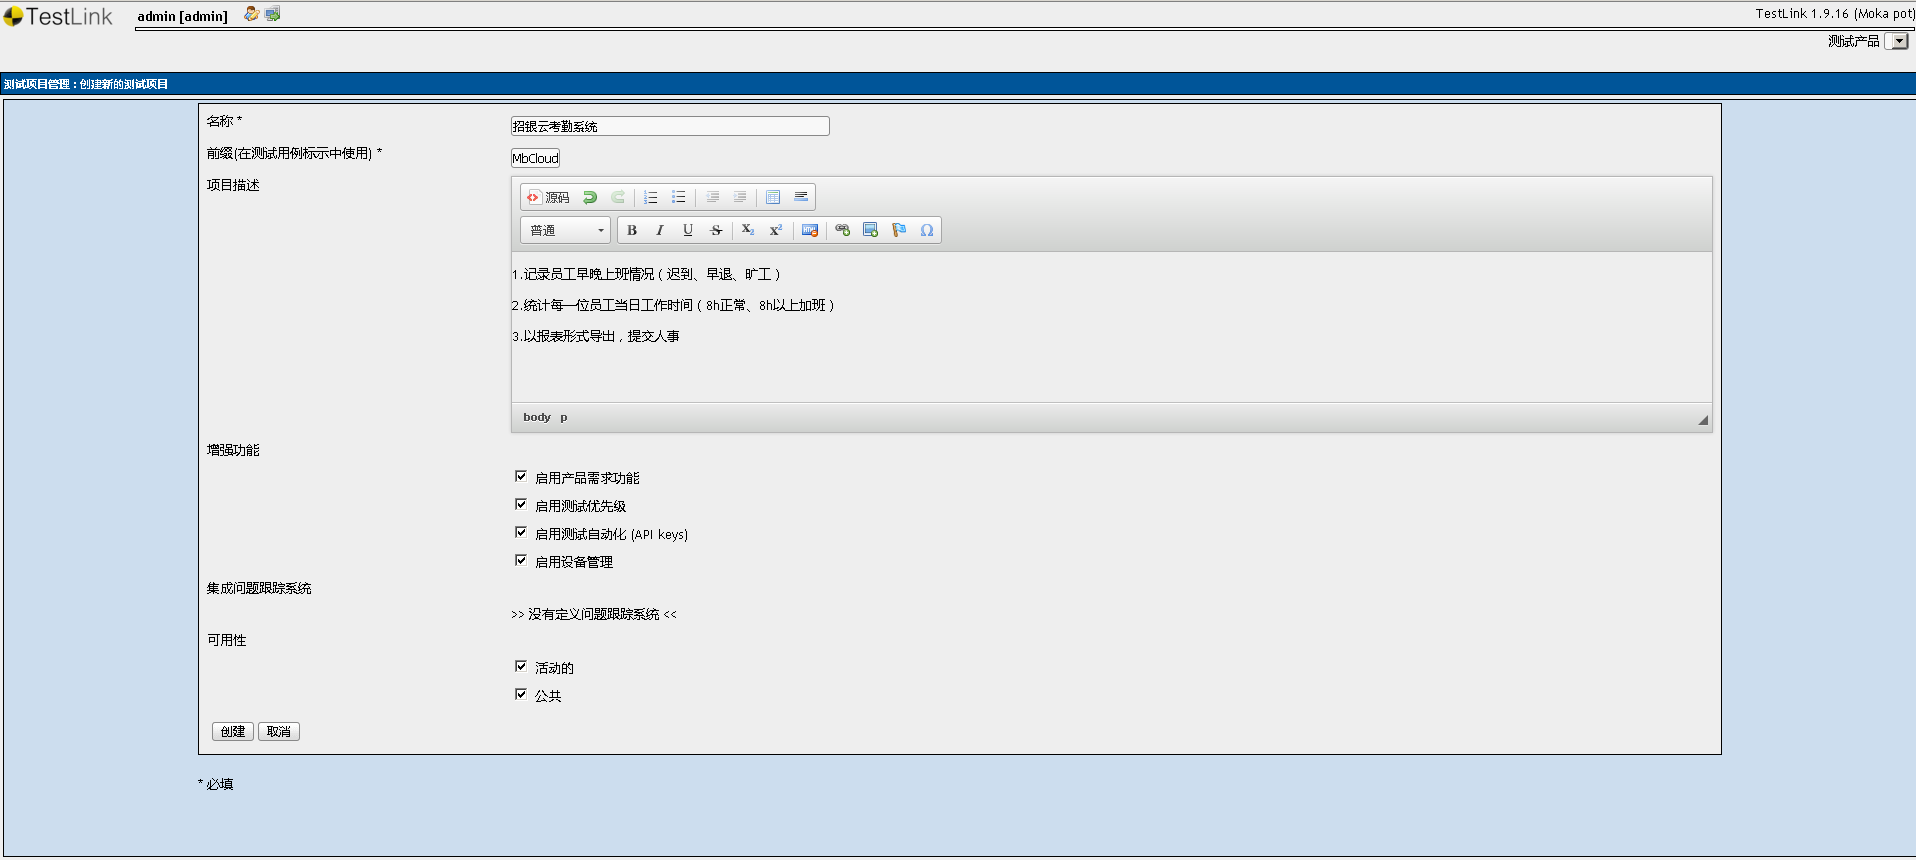 TestLink admin [admin] TestLink 1.9.16 (Moka pot)
测试产品
测试项目管理 : 创建新的测试项目
名称 * 招银云考勤系统
前缀(在测试用例标示中使用) * MbCloud
项目描述
源码
普通 B I U S X₂ X² Ω
1.记录员工早晚上班情况（迟到、早退、旷工）
2.统计每一位员工当日工作时间（8h正常、8h以上加班）
3.以报表形式导出，提交人事
body p
增强功能
启用产品需求功能
启用测试优先级
启用测试自动化 (API keys)
启用设备管理
集成问题跟踪系统
>> 没有定义问题跟踪系统 <<
可用性
活动的
公共
创建 取消
* 必填